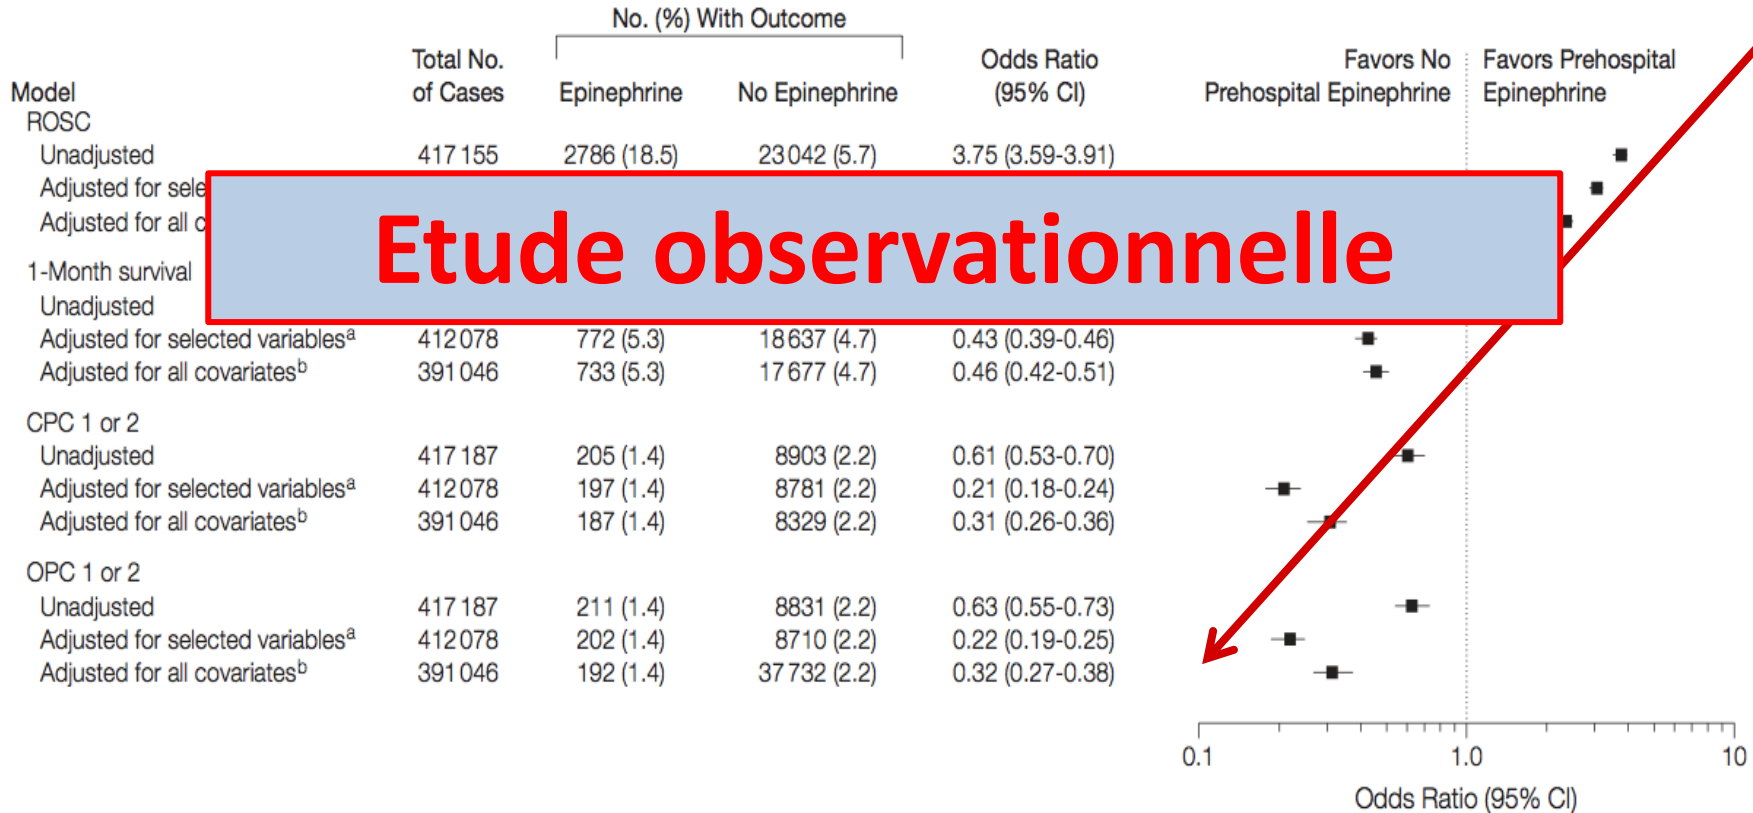 No. (%) With Outcome
Model Total No. of Cases Epinephrine No Epinephrine Odds Ratio (95% CI) Favors No Prehospital Epinephrine Favors Prehospital Epinephrine
ROSC
Unadjusted 417 155 2786 (18.5) 23 042 (5.7) 3.75 (3.59-3.91)
Adjusted for sele
Adjusted for all c
Etude observationnelle
1-Month survival
Unadjusted
Adjusted for selected variablesa 412 078 772 (5.3) 18 637 (4.7) 0.43 (0.39-0.46)
Adjusted for all covariatesb 391 046 733 (5.3) 17 677 (4.7) 0.46 (0.42-0.51)
CPC 1 or 2
Unadjusted 417 187 205 (1.4) 8903 (2.2) 0.61 (0.53-0.70)
Adjusted for selected variablesa 412 078 197 (1.4) 8781 (2.2) 0.21 (0.18-0.24)
Adjusted for all covariatesb 391 046 187 (1.4) 8329 (2.2) 0.31 (0.26-0.36)
OPC 1 or 2
Unadjusted 417 187 211 (1.4) 8831 (2.2) 0.63 (0.55-0.73)
Adjusted for selected variablesa 412 078 202 (1.4) 8710 (2.2) 0.22 (0.19-0.25)
Adjusted for all covariatesb 391 046 192 (1.4) 37 732 (2.2) 0.32 (0.27-0.38)
0.1 1.0 10
Odds Ratio (95% CI)